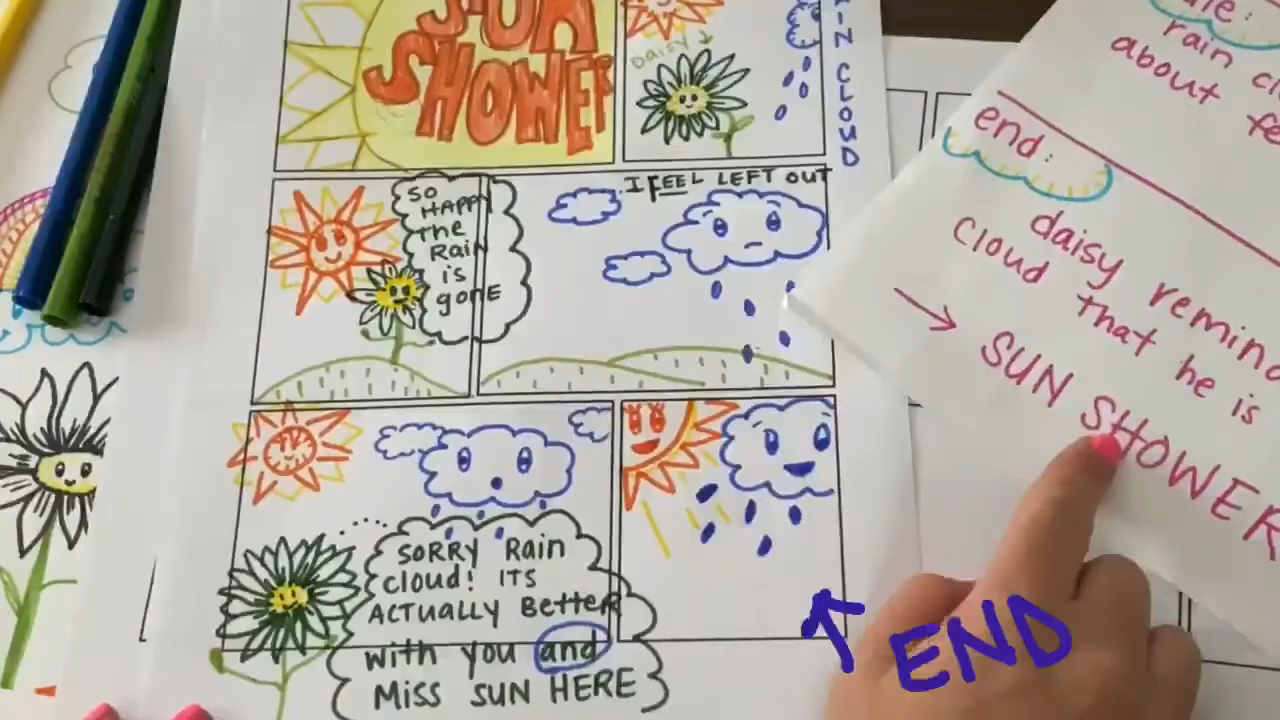 SUN
SHOWER
Daisy
RAIN CLOUD
SO
HAPPY
the
Rain
is
gone
I FEEL LEFT OUT
SORRY Rain
CLOUD! ITS
ACTUALLY BetteR
with you and
Miss SUN HERE
END
rain
about
end:
daisy
cloud that he is
SUN SHOWER